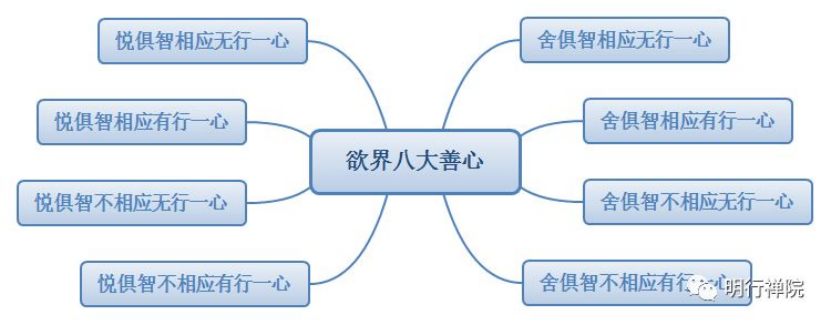 悦俱智相应无行一心
舍俱智相应无行一心
悦俱智相应有行一心
舍俱智相应有行一心
欲界八大善心
悦俱智不相应无行一心
舍俱智不相应无行一心
悦俱智不相应有行一心
舍俱智不相应有行一心
明行禅院